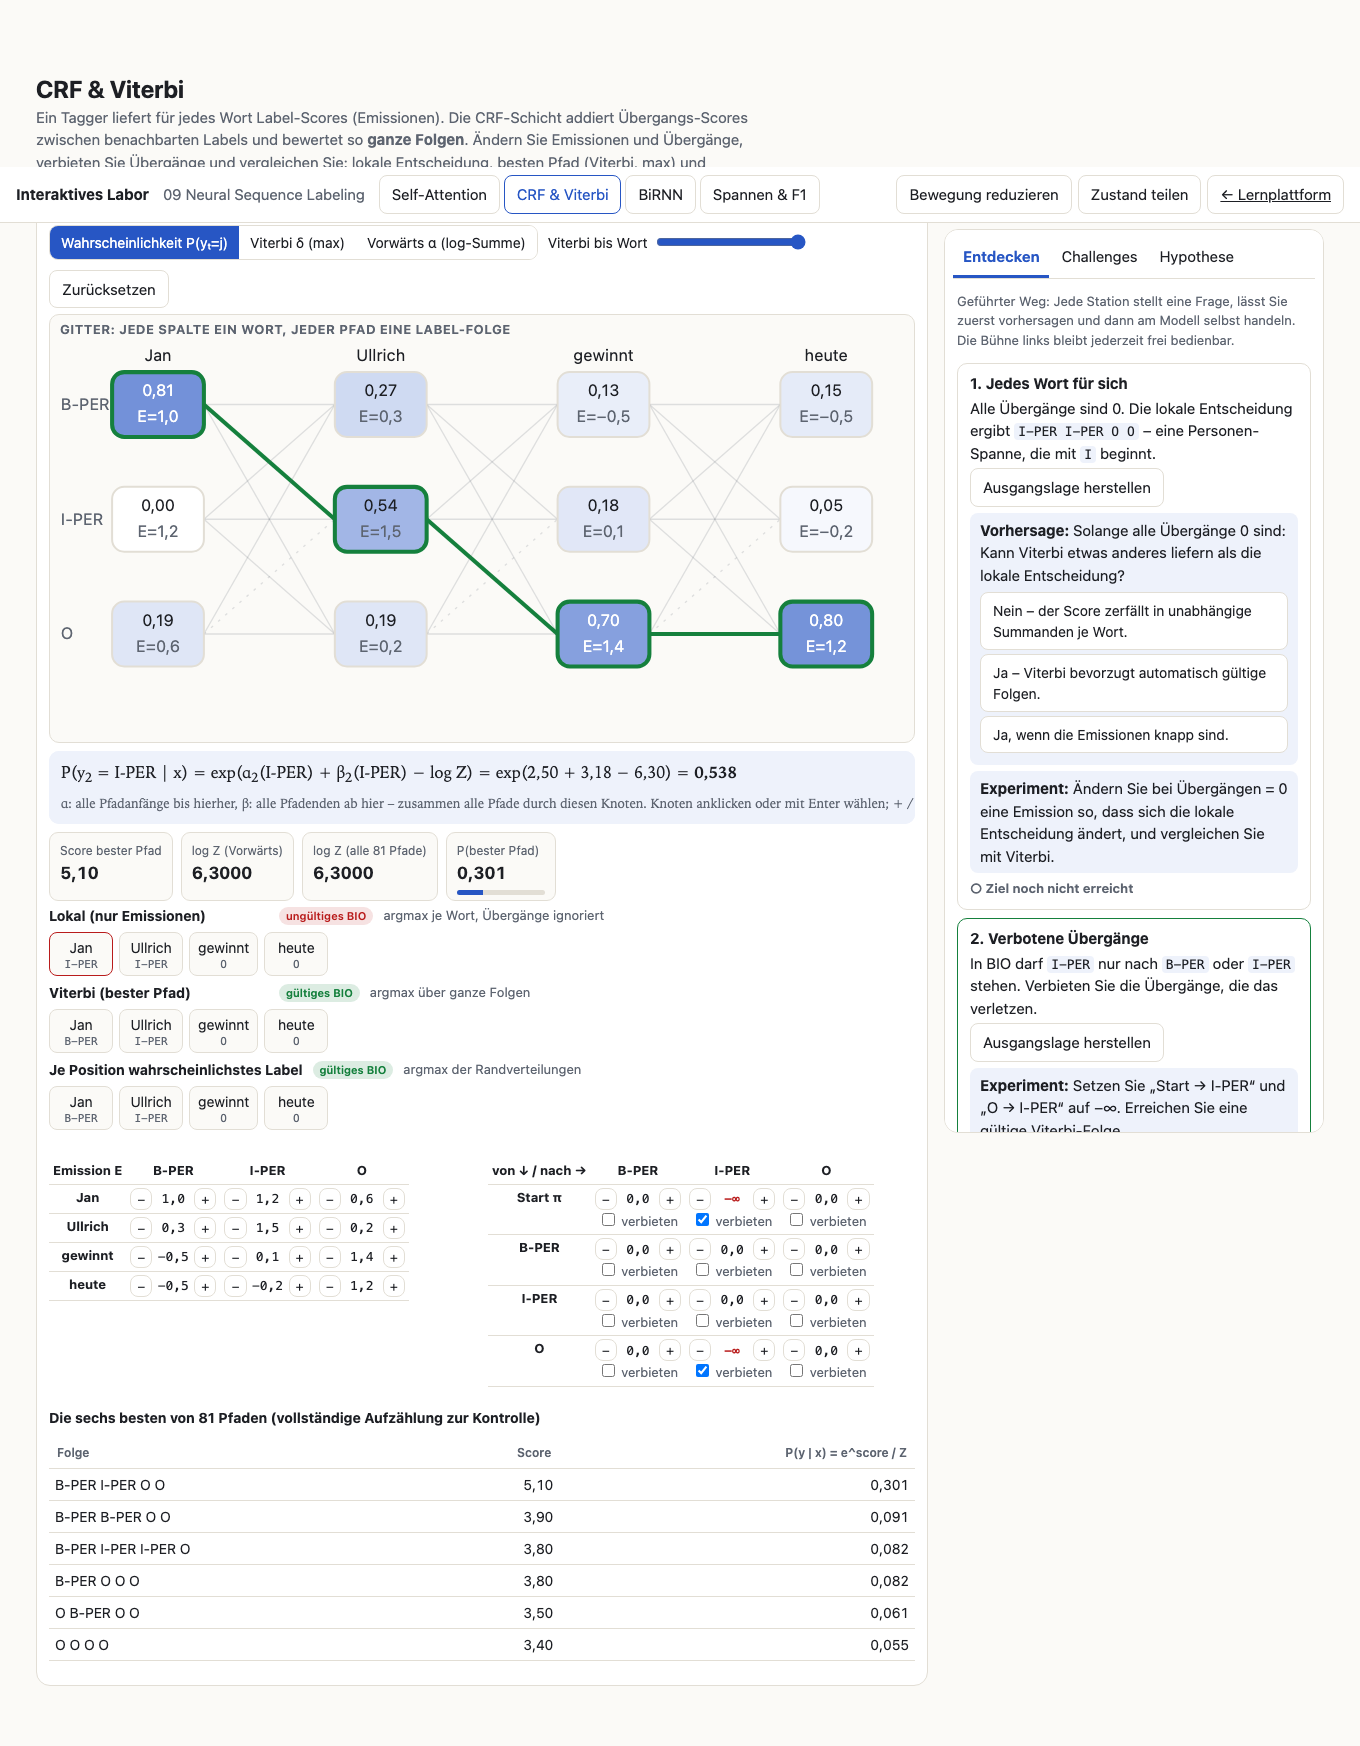 CRF & Viterbi
Ein Tagger liefert für jedes Wort Label-Scores (Emissionen). Die CRF-Schicht addiert Übergangs-Scores
zwischen benachbarten Labels und bewertet so ganze Folgen. Ändern Sie Emissionen und Übergänge,
verbieten Sie Übergänge und vergleichen Sie: lokale Entscheidung, besten Pfad (Viterbi, max) und
Interaktives Labor 09 Neural Sequence Labeling Self-Attention CRF & Viterbi BiRNN Spannen & F1 Bewegung reduzieren Zustand teilen ← Lernplattform
Wahrscheinlichkeit P(yₜ=j) Viterbi δ (max) Vorwärts α (log-Summe) Viterbi bis Wort
Zurücksetzen
GITTER: JEDE SPALTE EIN WORT, JEDER PFAD EINE LABEL-FOLGE
Jan Ullrich gewinnt heute
B-PER 0,81 0,27 0,13 0,15
E=1,0 E=0,3 E=−0,5 E=−0,5
I-PER 0,00 0,54 0,18 0,05
E=1,2 E=1,5 E=0,1 E=−0,2
O 0,19 0,19 0,70 0,80
E=0,6 E=0,2 E=1,4 E=1,2
P(y₂ = I-PER | x) = exp(α₂(I-PER) + β₂(I-PER) − log Z) = exp(2,50 + 3,18 − 6,30) = 0,538
α: alle Pfadanfänge bis hierher, β: alle Pfadenden ab hier – zusammen alle Pfade durch diesen Knoten. Knoten anklicken oder mit Enter wählen; + /
Score bester Pfad log Z (Vorwärts) log Z (alle 81 Pfade) P(bester Pfad)
5,10 6,3000 6,3000 0,301
Lokal (nur Emissionen) ungültiges BIO argmax je Wort, Übergänge ignoriert
Jan Ullrich gewinnt heute
I-PER I-PER O O
Viterbi (bester Pfad) gültiges BIO argmax über ganze Folgen
Jan Ullrich gewinnt heute
B-PER I-PER O O
Je Position wahrscheinlichstes Label gültiges BIO argmax der Randverteilungen
Jan Ullrich gewinnt heute
B-PER I-PER O O
Emission E B-PER I-PER O
Jan − 1,0 + − 1,2 + − 0,6 +
Ullrich − 0,3 + − 1,5 + − 0,2 +
gewinnt − −0,5 + − 0,1 + − 1,4 +
heute − −0,5 + − −0,2 + − 1,2 +
von ↓ / nach → B-PER I-PER O
Start π − 0,0 + − −∞ + − 0,0 +
verbieten verbieten verbieten
B-PER − 0,0 + − 0,0 + − 0,0 +
verbieten verbieten verbieten
I-PER − 0,0 + − 0,0 + − 0,0 +
verbieten verbieten verbieten
O − 0,0 + − −∞ + − 0,0 +
verbieten verbieten verbieten
Die sechs besten von 81 Pfaden (vollständige Aufzählung zur Kontrolle)
Folge Score P(y | x) = e^score / Z
B-PER I-PER O O 5,10 0,301
B-PER B-PER O O 3,90 0,091
B-PER I-PER I-PER O 3,80 0,082
B-PER O O O 3,80 0,082
O B-PER O O 3,50 0,061
O O O O 3,40 0,055
Entdecken Challenges Hypothese
Geführter Weg: Jede Station stellt eine Frage, lässt Sie
zuerst vorhersagen und dann am Modell selbst handeln.
Die Bühne links bleibt jederzeit frei bedienbar.
1. Jedes Wort für sich
Alle Übergänge sind 0. Die lokale Entscheidung
ergibt I-PER I-PER O O – eine Personen-
Spanne, die mit I beginnt.
Ausgangslage herstellen
Vorhersage: Solange alle Übergänge 0 sind:
Kann Viterbi etwas anderes liefern als die
lokale Entscheidung?
Nein – der Score zerfällt in unabhängige
Summanden je Wort.
Ja – Viterbi bevorzugt automatisch gültige
Folgen.
Ja, wenn die Emissionen knapp sind.
Experiment: Ändern Sie bei Übergängen = 0
eine Emission so, dass sich die lokale
Entscheidung ändert, und vergleichen Sie
mit Viterbi.
Ziel noch nicht erreicht
2. Verbotene Übergänge
In BIO darf I-PER nur nach B-PER oder I-PER
stehen. Verbieten Sie die Übergänge, die das
verletzen.
Ausgangslage herstellen
Experiment: Setzen Sie „Start → I-PER“ und
„O → I-PER“ auf −∞. Erreichen Sie eine
gültige Viterbi-Folge.